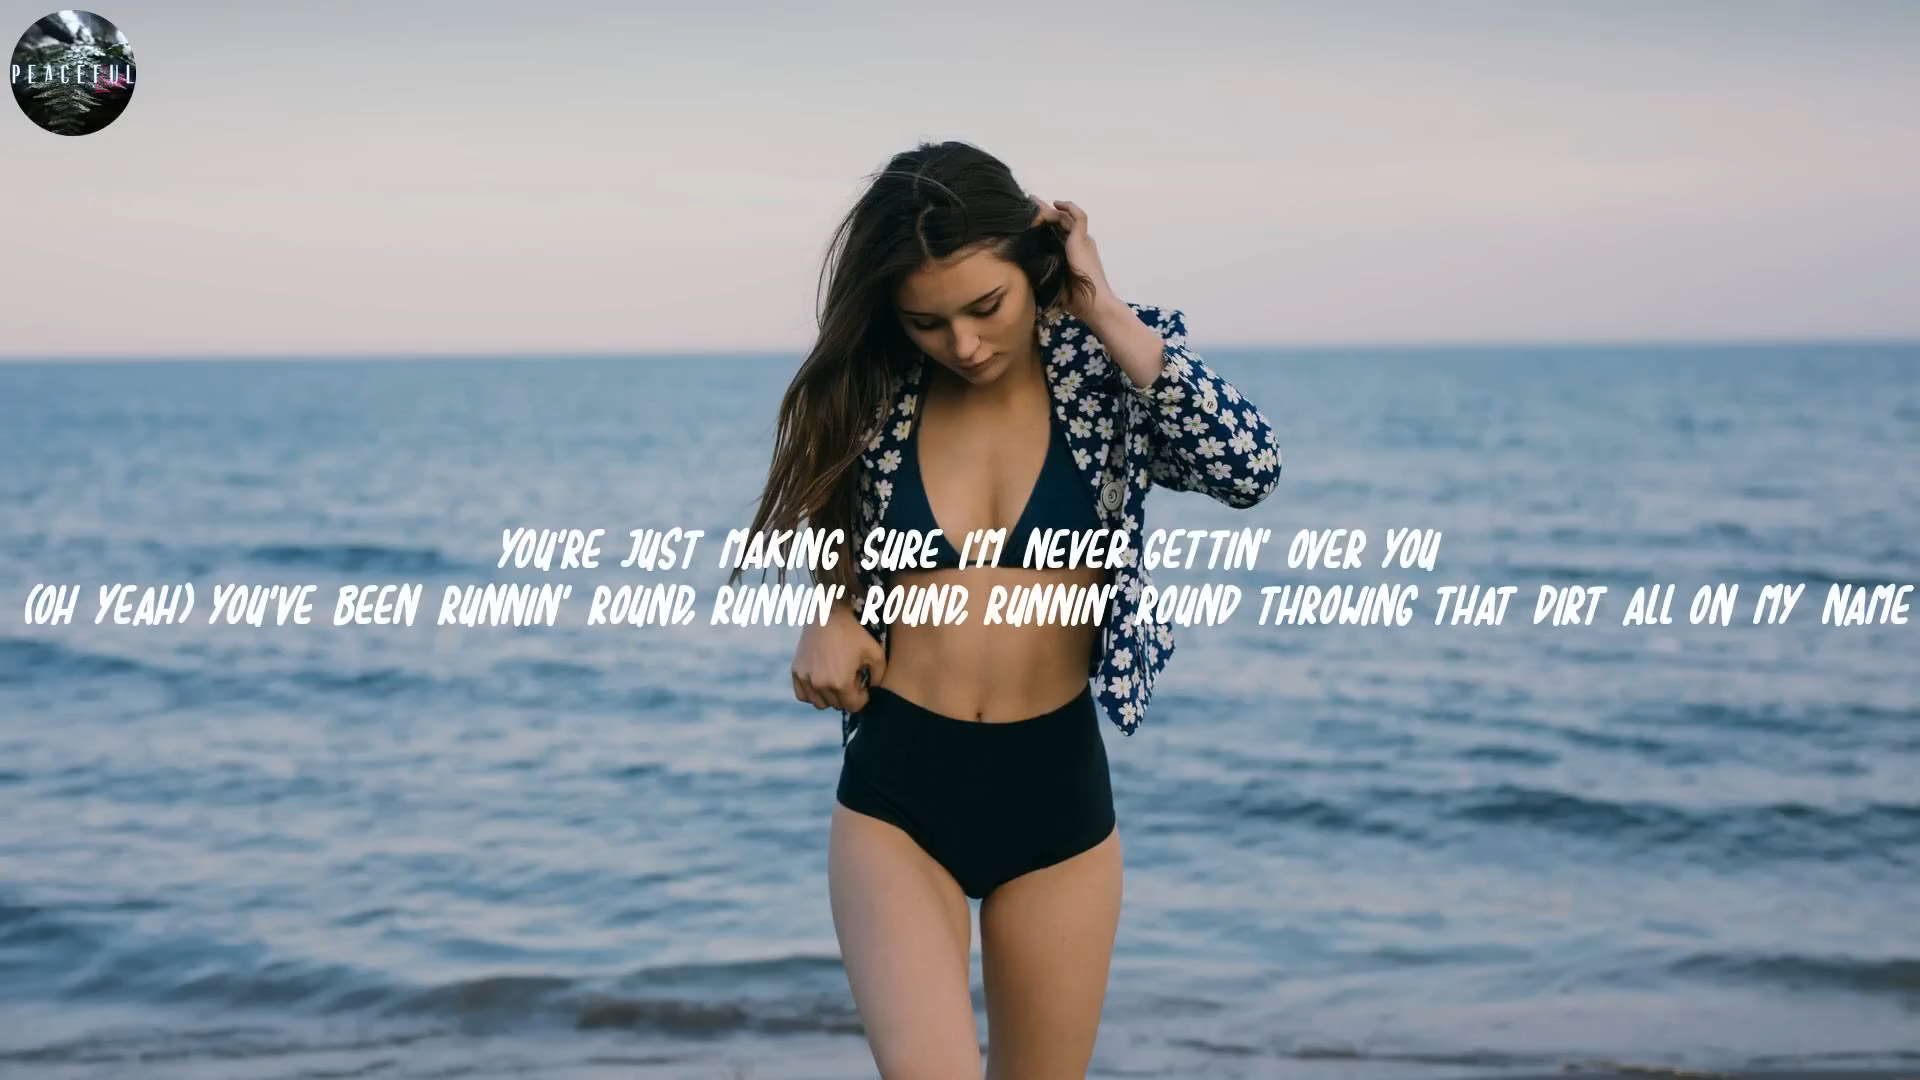 PEACEFUL
YOU'RE JUST MAKING SURE I'M NEVER GETTIN' OVER YOU
(OH YEAH) YOU'VE BEEN RUNNIN' ROUND, RUNNIN' ROUND, RUNNIN' ROUND THROWING THAT DIRT ALL ON MY NAME